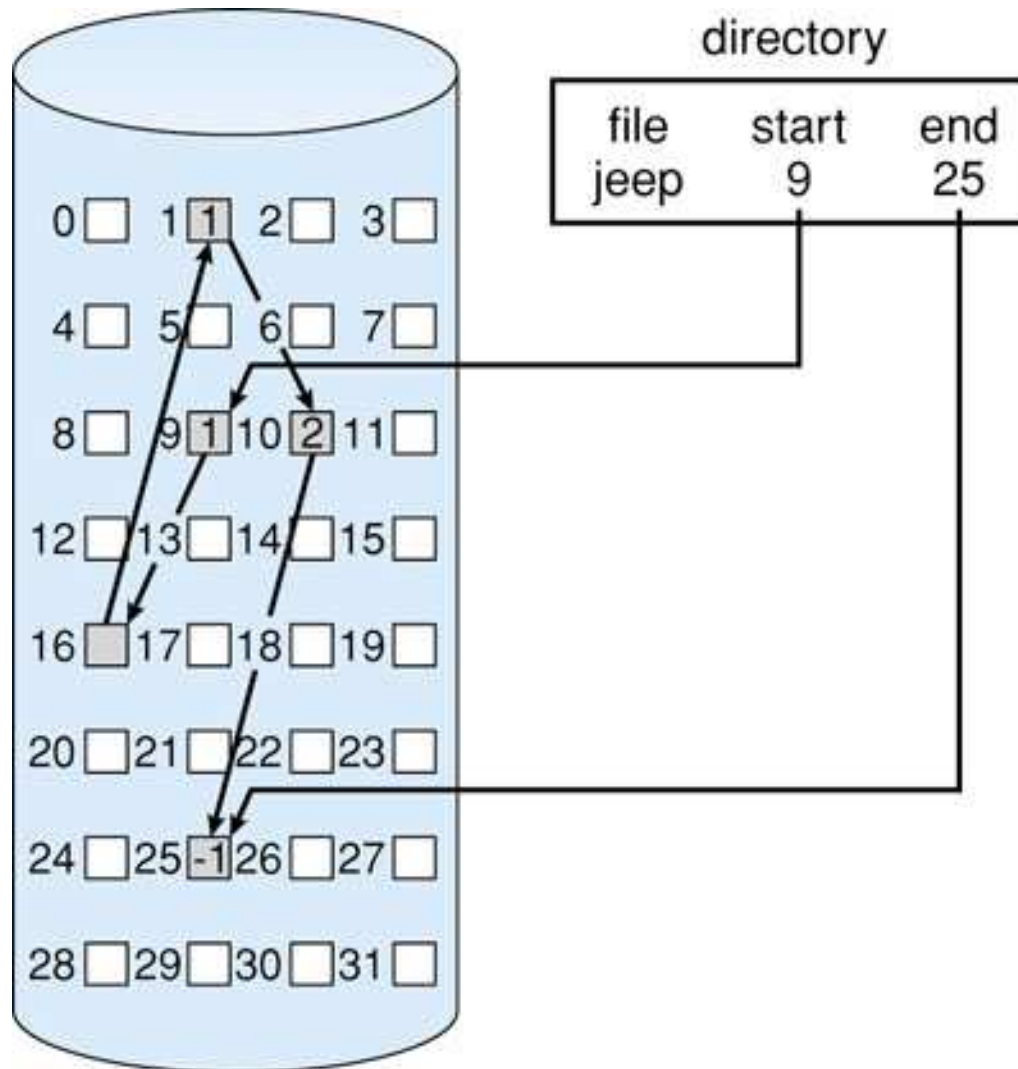 directory
file start end
jeep 9 25
0 1 1 2 3
4 5 6 7
8 9 1 10 2 11
12 13 14 15
16 17 18 19
20 21 22 23
24 25 -1 26 27
28 29 30 31